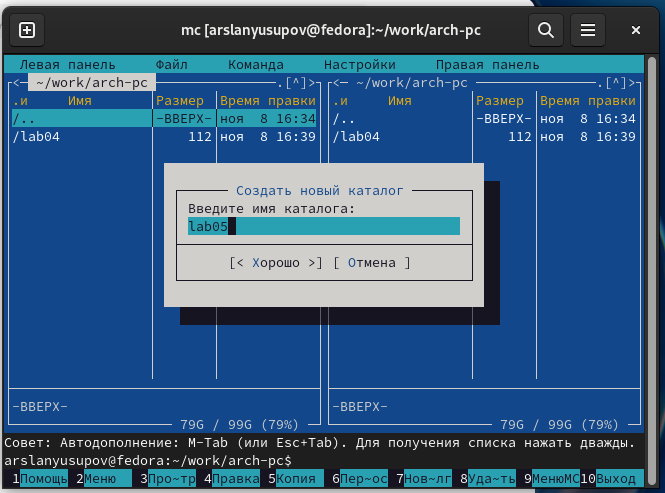 mc [arslanyusupov@fedora]:~/work/arch-pc
Левая панель Файл Команда Настройки Правая панель
<─ ~/work/arch-pc ─.[^]>
.и Имя Размер Время правки
/.. -ВВЕРХ- ноя 8 16:34
/lab04 112 ноя 8 16:39
-ВВЕРХ-
79G / 99G (79%)
<─ ~/work/arch-pc ─.[^]>
.и Имя Размер Время правки
/.. -ВВЕРХ- ноя 8 16:34
/lab04 112 ноя 8 16:39
-ВВЕРХ-
79G / 99G (79%)
Создать новый каталог
Введите имя каталога:
lab05
[< Хорошо >] [ Отмена ]
Совет: Автодополнение: M-Tab (или Esc+Tab). Для получения списка нажать дважды.
arslanyusupov@fedora:~/work/arch-pc$
1Помощь 2Меню 3Про~тр 4Правка 5Копия 6Пер~ос 7Нов~лг 8Уда~ть 9МенюMC 10Выход